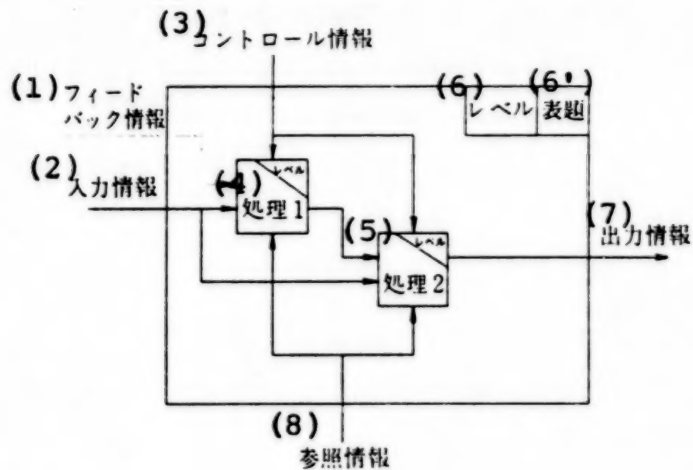 (3)コントロール情報
(1)フィード
バック情報
(6)レベル
(6')表題
(2)入力情報
(4)
レベル
処理1
(5)
レベル
処理2
(7)出力情報
(8)
参照情報